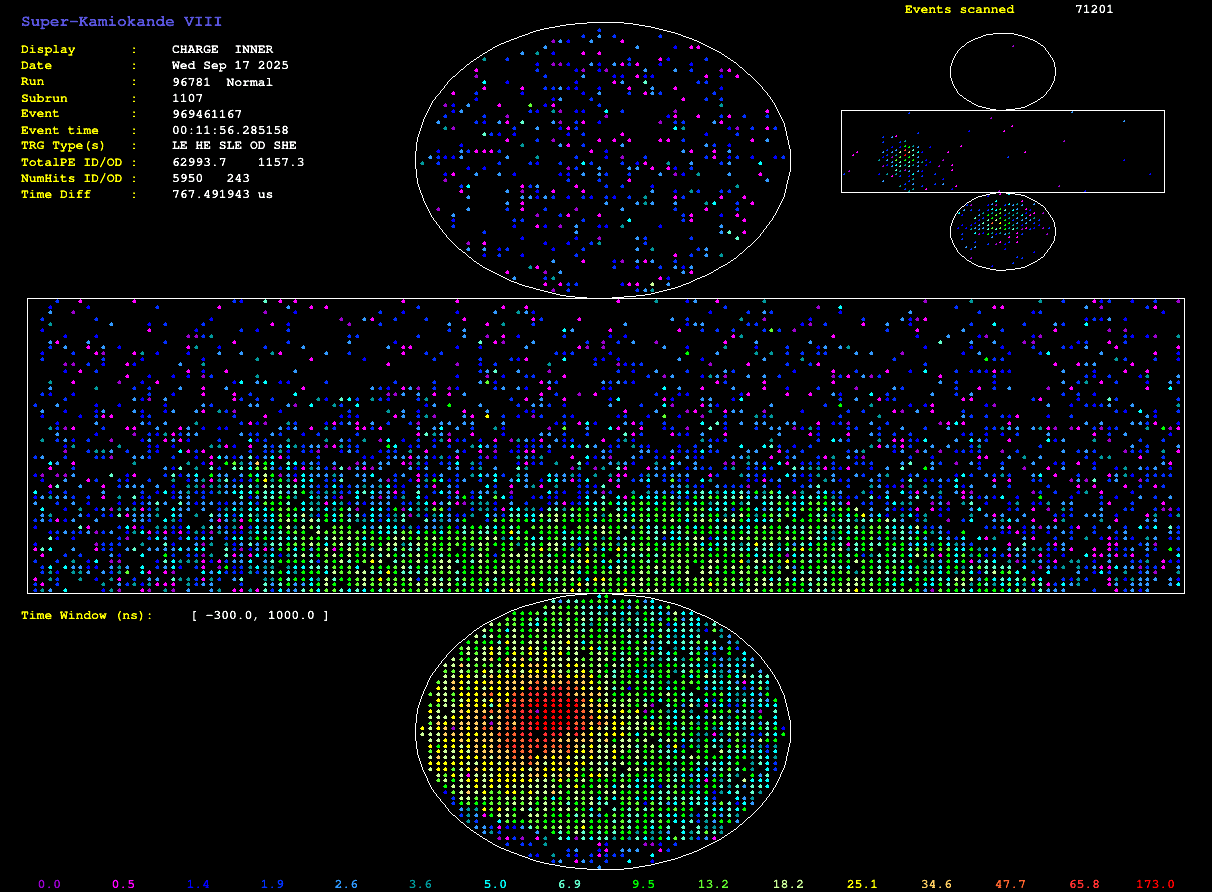 Super-Kamiokande VIII
Events scanned 71201
Display : CHARGE INNER
Date : Wed Sep 17 2025
Run : 96781 Normal
Subrun : 1107
Event : 969461167
Event time : 00:11:56.285158
TRG Type(s) : LE HE SLE OD SHE
TotalPE ID/OD : 62993.7 1157.3
NumHits ID/OD : 5950 243
Time Diff : 767.491943 us
Time Window (ns): [ -300.0, 1000.0 ]
0.0 0.5 1.4 1.9 2.6 3.6 5.0 6.9 9.5 13.2 18.2 25.1 34.6 47.7 65.8 173.0